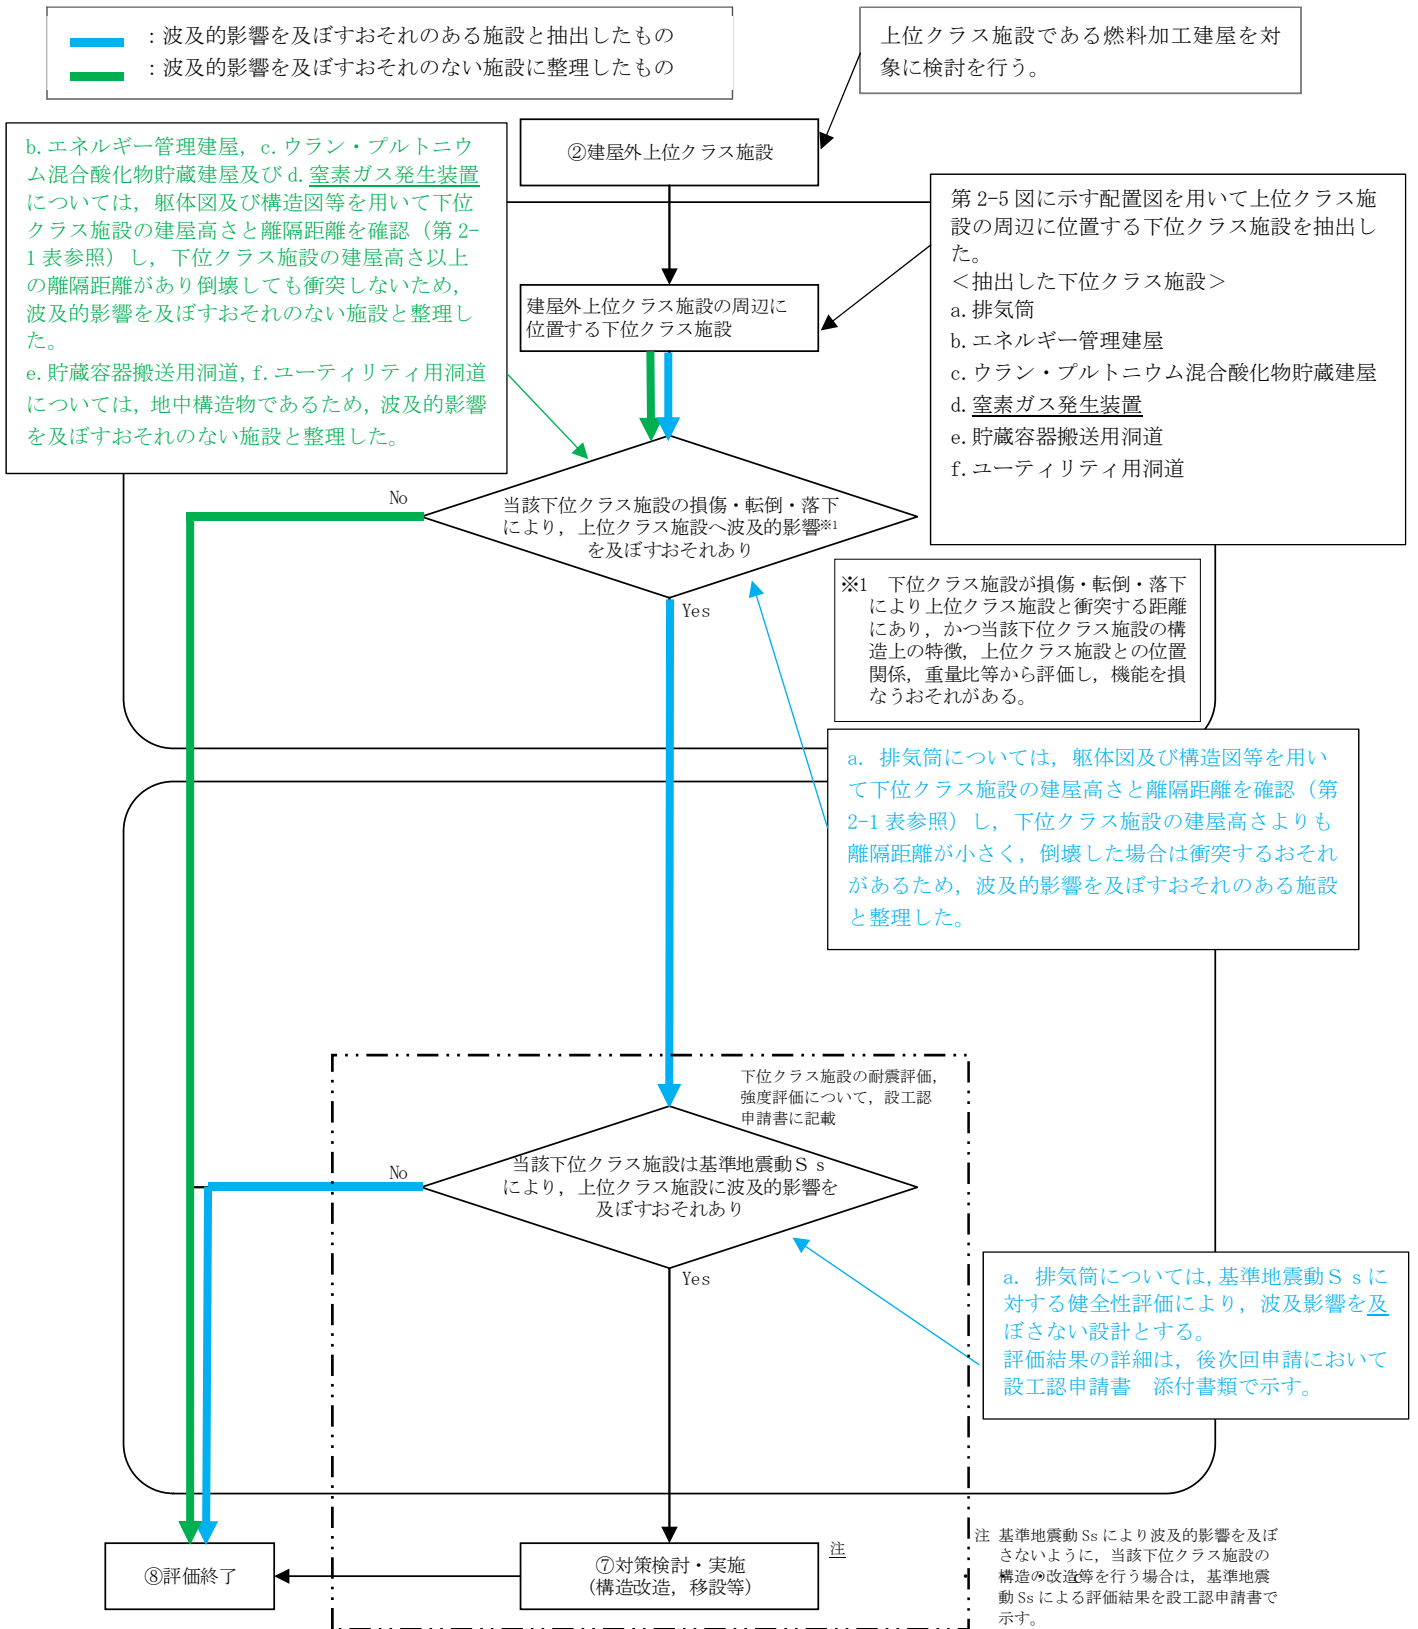 ：波及的影響を及ぼすおそれのある施設と抽出したもの
：波及的影響を及ぼすおそれのない施設に整理したもの
上位クラス施設である燃料加工建屋を対
象に検討を行う。
b.エネルギー管理建屋，c.ウラン・プルトニウ
ム混合酸化物貯蔵建屋及び d.窒素ガス発生装置
については，躯体図及び構造図等を用いて下位
クラス施設の建屋高さと離隔距離を確認（第 2-
1 表参照）し，下位クラス施設の建屋高さ以上
の離隔距離があり倒壊しても衝突しないため，
波及的影響を及ぼすおそれのない施設と整理し
た。
e.貯蔵容器搬送用洞道，f.ユーティリティ用洞道
については，地中構造物であるため，波及的影響
を及ぼすおそれのない施設と整理した。
②建屋外上位クラス施設
第 2-5 図に示す配置図を用いて上位クラス施
設の周辺に位置する下位クラス施設を抽出し
た。
＜抽出した下位クラス施設＞
a.排気筒
b.エネルギー管理建屋
c.ウラン・プルトニウム混合酸化物貯蔵建屋
d.窒素ガス発生装置
e.貯蔵容器搬送用洞道
f.ユーティリティ用洞道
建屋外上位クラス施設の周辺に
位置する下位クラス施設
No
当該下位クラス施設の損傷・転倒・落下
により，上位クラス施設へ波及的影響※1
を及ぼすおそれあり
Yes
※1　下位クラス施設が損傷・転倒・落下
により上位クラス施設と衝突する距離
にあり，かつ当該下位クラス施設の構
造上の特徴，上位クラス施設との位置
関係，重量比等から評価し，機能を損
なうおそれがある。
a. 排気筒については，躯体図及び構造図等を用い
て下位クラス施設の建屋高さと離隔距離を確認（第
2-1 表参照）し，下位クラス施設の建屋高さよりも
離隔距離が小さく，倒壊した場合は衝突するおそれ
があるため，波及的影響を及ぼすおそれのある施設
と整理した。
下位クラス施設の耐震評価，
強度評価について，設工認
申請書に記載
No
当該下位クラス施設は基準地震動Ｓｓ
により，上位クラス施設に波及的影響を
及ぼすおそれあり
Yes
a. 排気筒については，基準地震動Ｓｓに
対する健全性評価により，波及影響を及
ぼさない設計とする。
評価結果の詳細は，後次回申請において
設工認申請書　添付書類で示す。
⑧評価終了
⑦対策検討・実施
(構造改造，移設等)
注
注 基準地震動 Ss により波及的影響を及ぼ
さないように，当該下位クラス施設の
構造の改造等を行う場合は，基準地震
動 Ss による評価結果を設工認申請書で
示す。